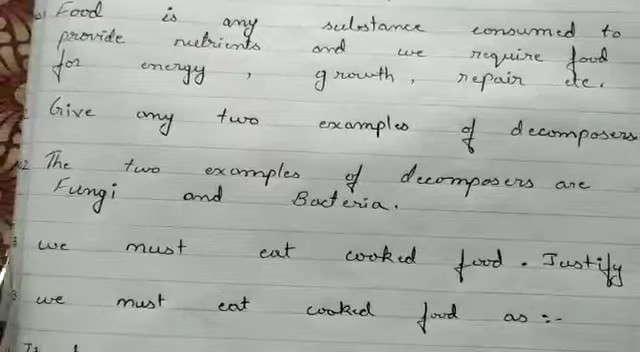 Food is any substance consumed to
provide nutrients and we require food
for energy, growth, repair etc.
Give any two examples of decomposers
2 The two examples of decomposers are
Fungi and Bacteria.
we must eat cooked food. Justify
we must eat cooked food as :-